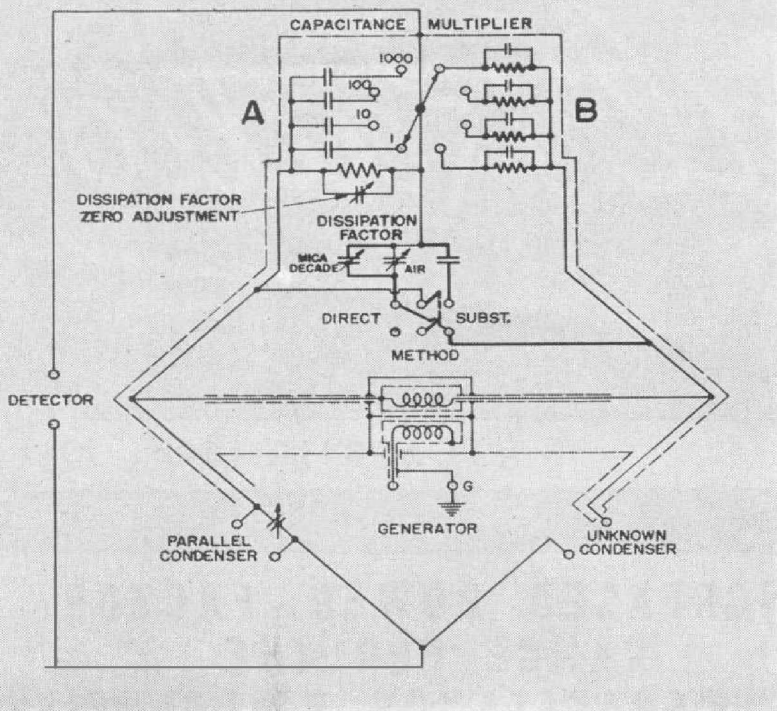 CAPACITANCE MULTIPLIER
1000
100
10
1
A
B
DISSIPATION FACTOR
ZERO ADJUSTMENT
DISSIPATION
FACTOR
MICA
DECADE
AIR
DIRECT
SUBST.
METHOD
DETECTOR
G
GENERATOR
PARALLEL
CONDENSER
UNKNOWN
CONDENSER